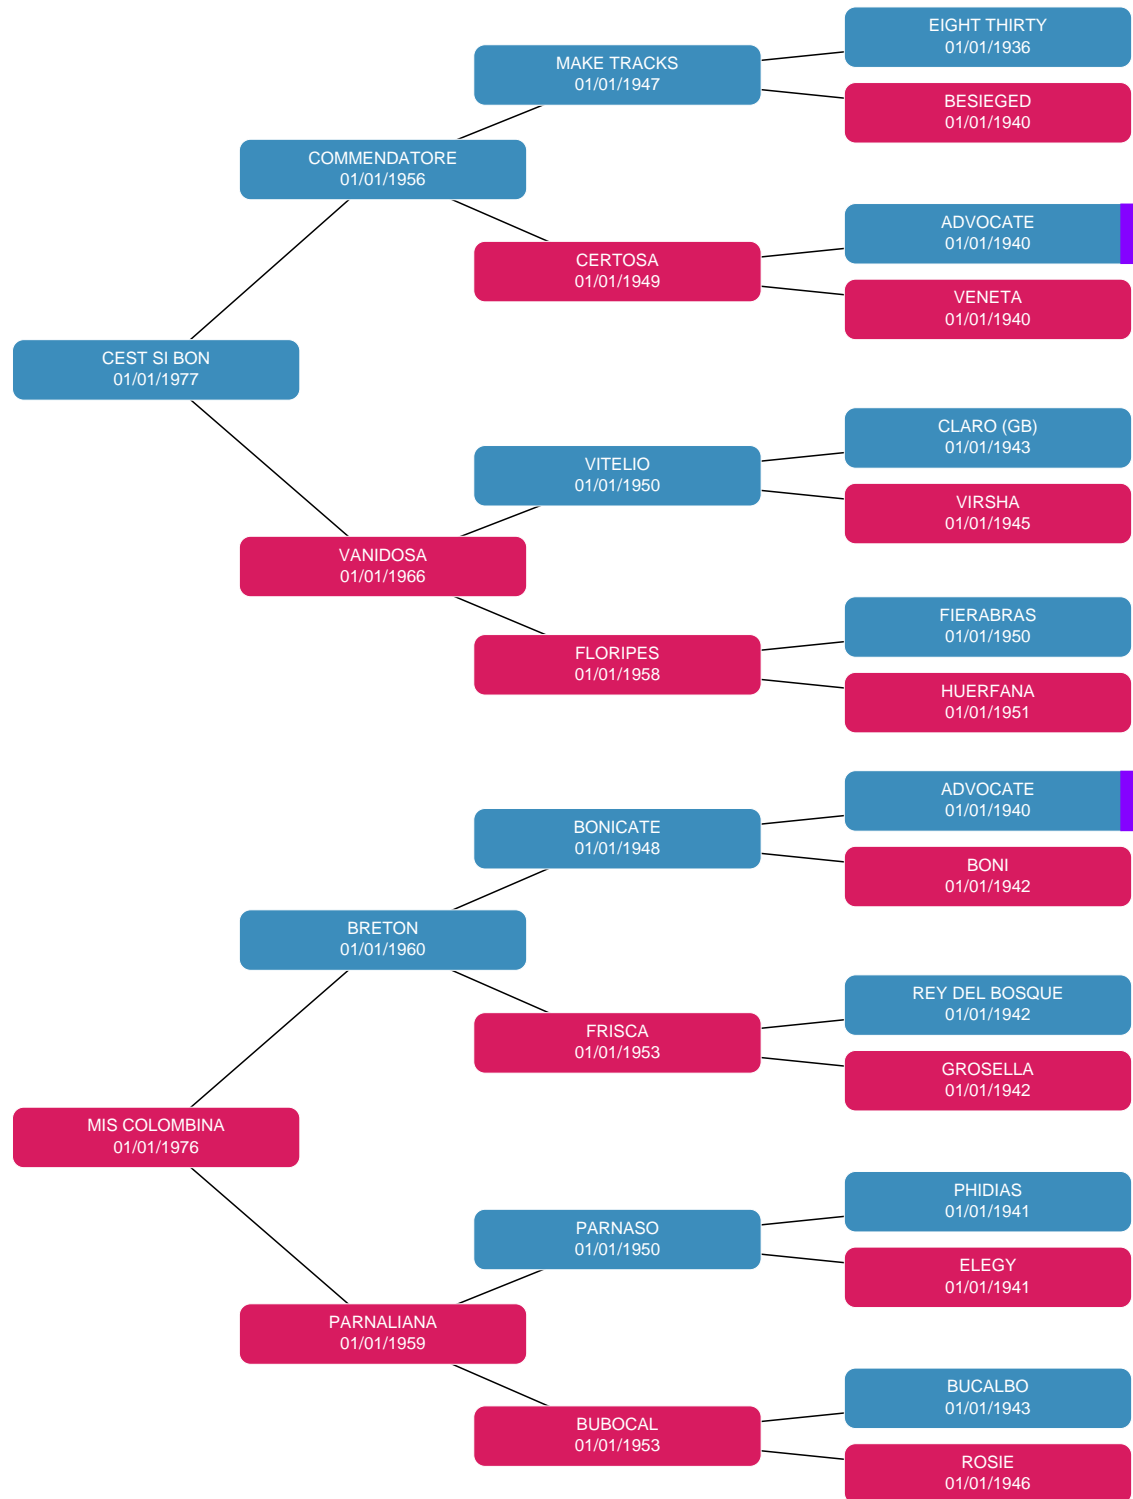 EIGHT THIRTY
01/01/1936
MAKE TRACKS
01/01/1947
BESIEGED
01/01/1940
COMMENDATORE
01/01/1956
ADVOCATE
01/01/1940
CERTOSA
01/01/1949
VENETA
01/01/1940
CEST SI BON
01/01/1977
CLARO (GB)
01/01/1943
VITELIO
01/01/1950
VIRSHA
01/01/1945
VANIDOSA
01/01/1966
FIERABRAS
01/01/1950
FLORIPES
01/01/1958
HUERFANA
01/01/1951
ADVOCATE
01/01/1940
BONICATE
01/01/1948
BONI
01/01/1942
BRETON
01/01/1960
REY DEL BOSQUE
01/01/1942
FRISCA
01/01/1953
GROSELLA
01/01/1942
MIS COLOMBINA
01/01/1976
PHIDIAS
01/01/1941
PARNASO
01/01/1950
ELEGY
01/01/1941
PARNALIANA
01/01/1959
BUCALBO
01/01/1943
BUBOCAL
01/01/1953
ROSIE
01/01/1946